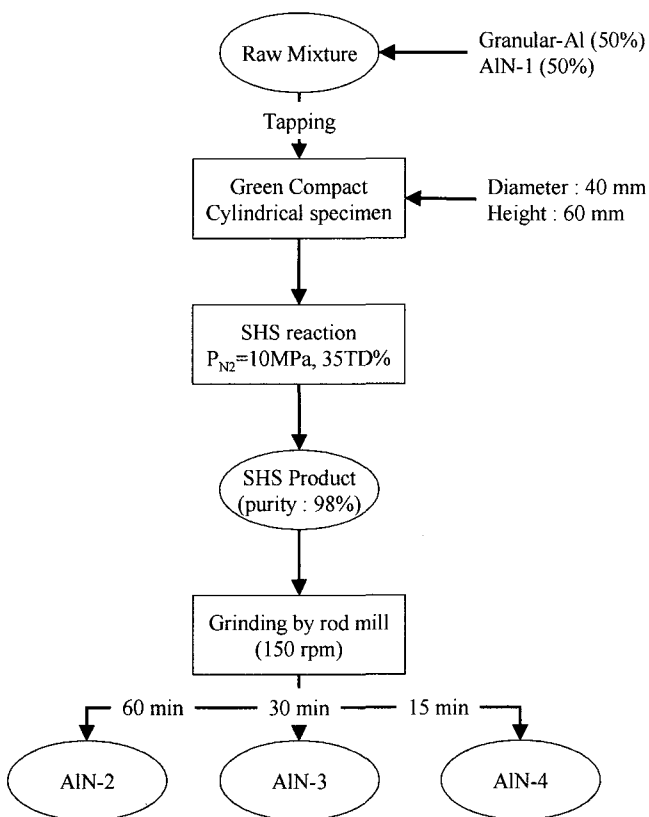 Raw Mixture
Granular-Al (50%)
AlN-1 (50%)
Tapping
Green Compact
Cylindrical specimen
Diameter : 40 mm
Height : 60 mm
SHS reaction
P_N2=10MPa, 35TD%
SHS Product
(purity : 98%)
Grinding by rod mill
(150 rpm)
60 min
30 min
15 min
AlN-2
AlN-3
AlN-4